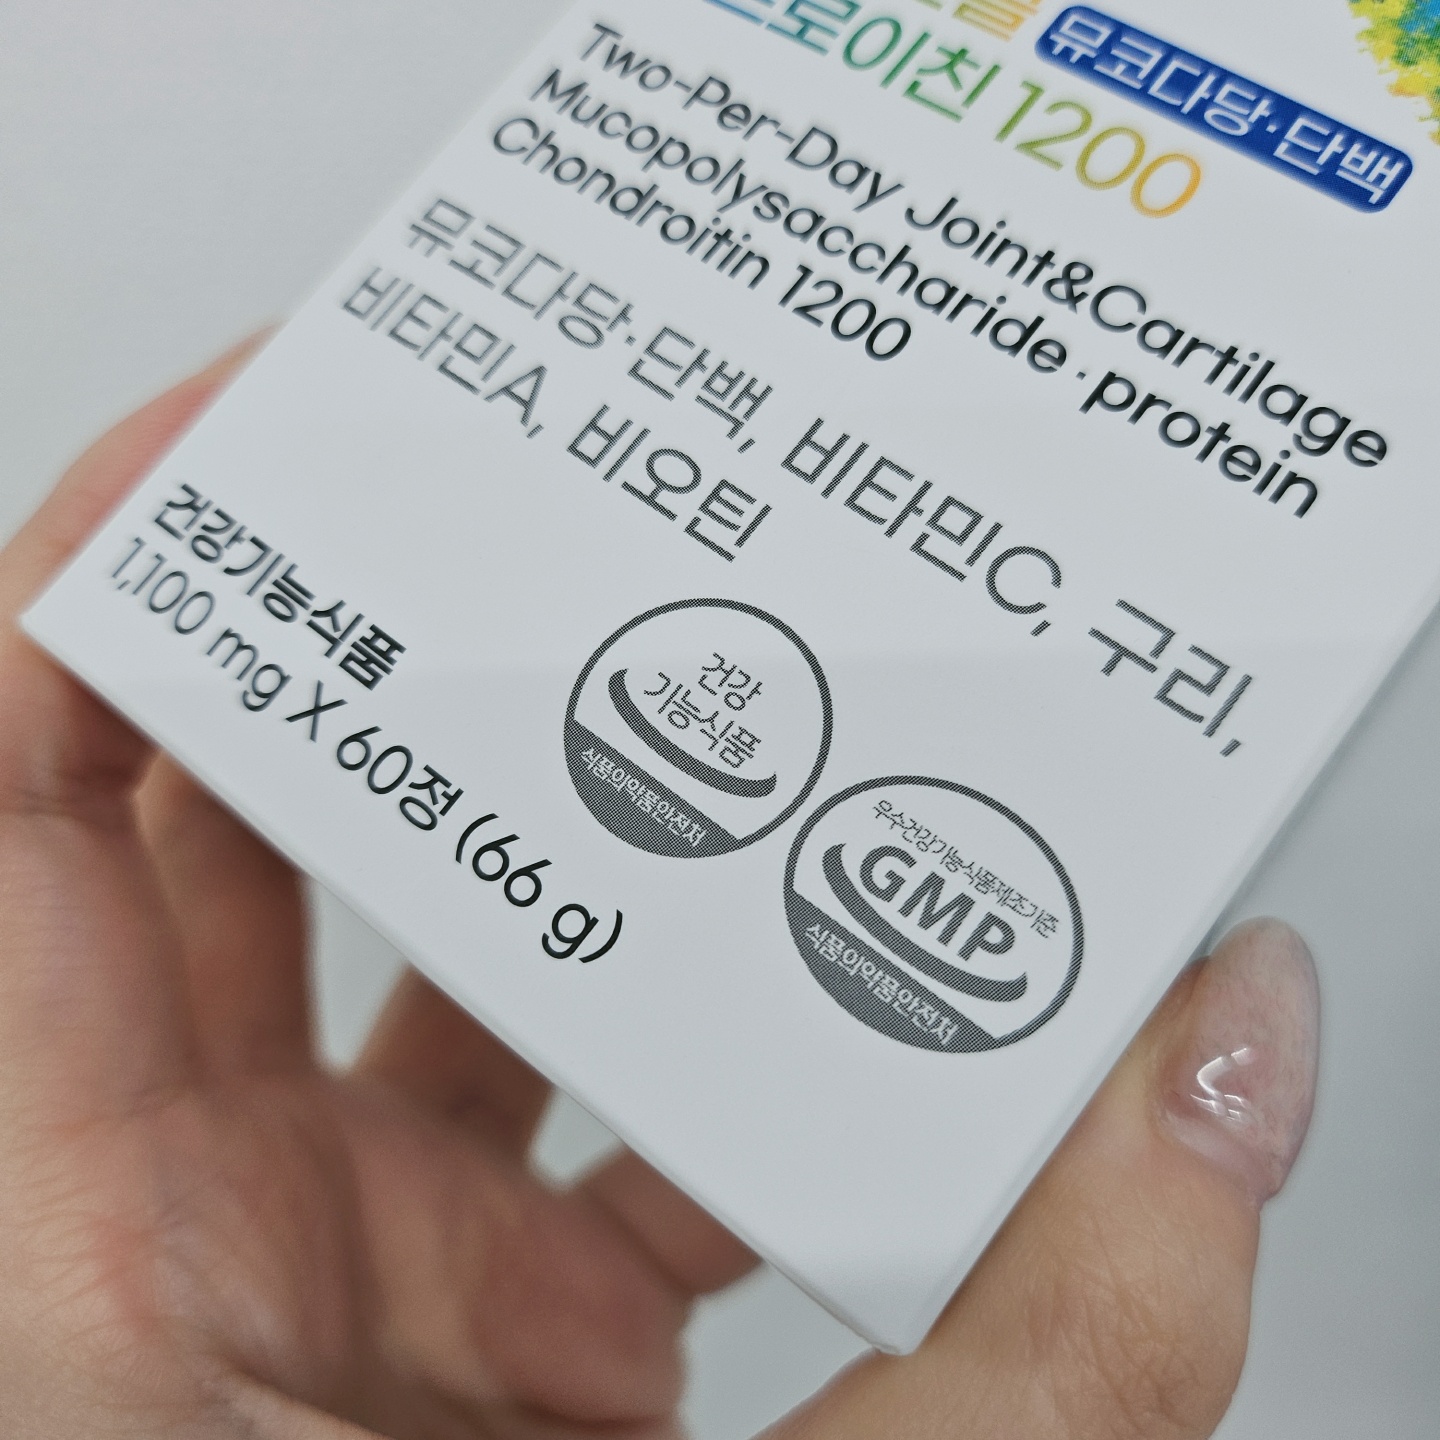 로이친 1200
뮤코다당·단백
Two-Per-Day Joint&Cartilage
Mucopolysaccharide·protein
Chondroitin 1200
뮤코다당·단백, 비타민C, 구리,
비타민A, 비오틴
건강기능식품
1,100 mg X 60정 (66 g)
건강
기능식품
식품의약품안전처
우수건강기능식품제조기준
GMP
식품의약품안전처